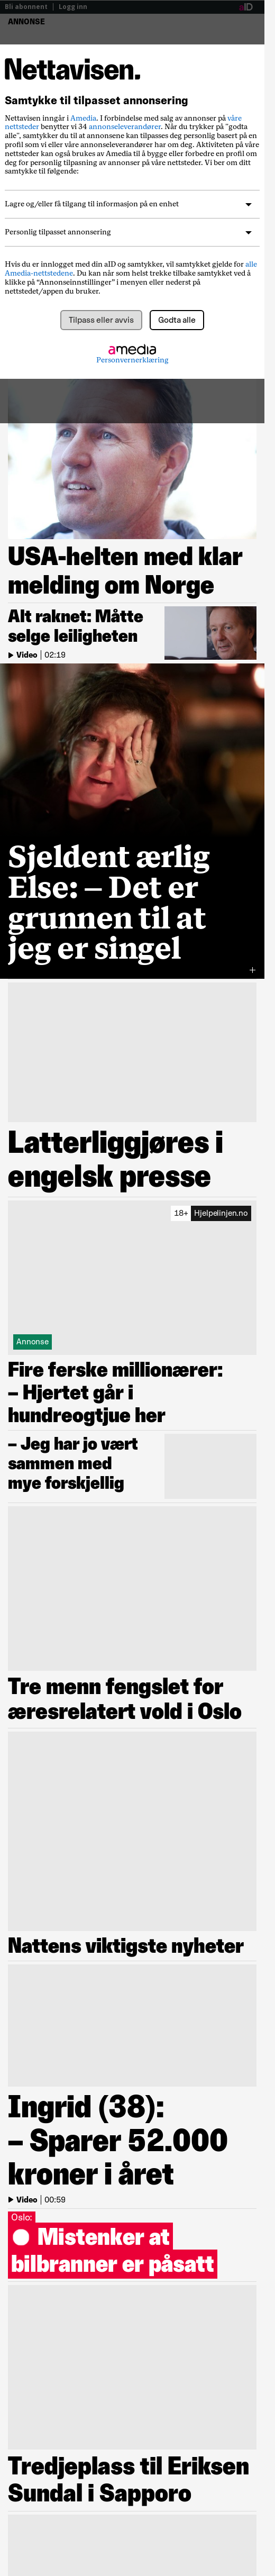 Bli abonnent | Logg inn
aID
ANNONSE
Nettavisen.
Samtykke til tilpasset annonsering
Nettavisen inngår i Amedia. I forbindelse med salg av annonser på våre
nettsteder benytter vi 34 annonseleverandører. Når du trykker på "godta
alle", samtykker du til at annonsene kan tilpasses deg personlig basert på en
profil som vi eller våre annonseleverandører har om deg. Aktiviteten på våre
nettsteder kan også brukes av Amedia til å bygge eller forbedre en profil om
deg for personlig tilpasning av annonser på våre nettsteder. Vi ber om ditt
samtykke til følgende:
Lagre og/eller få tilgang til informasjon på en enhet
Personlig tilpasset annonsering
Hvis du er innlogget med din aID og samtykker, vil samtykket gjelde for alle
Amedia-nettstedene. Du kan når som helst trekke tilbake samtykket ved å
klikke på “Annonseinnstillinger” i menyen eller nederst på
nettstedet/appen du bruker.
Tilpass eller avvis
Godta alle
amedia
Personvernerklæring
USA-helten med klar
melding om Norge
Alt raknet: Måtte
selge leiligheten
Video | 02:19
Sjeldent ærlig
Else: – Det er
grunnen til at
jeg er singel
+
Latterliggjøres i
engelsk presse
18+ Hjelpelinjen.no
Annonse
Fire ferske millionærer:
– Hjertet går i
hundreogtjue her
– Jeg har jo vært
sammen med
mye forskjellig
Tre menn fengslet for
æresrelatert vold i Oslo
Nattens viktigste nyheter
Ingrid (38):
– Sparer 52.000
kroner i året
Video | 00:59
Oslo:
Mistenker at
bilbranner er påsatt
Tredjeplass til Eriksen
Sundal i Sapporo